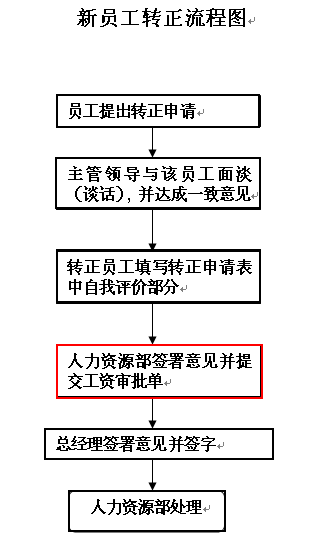 新员工转正流程图
员工提出转正申请
主管领导与该员工面谈
（谈话），并达成一致意见
转正员工填写转正申请表
中自我评价部分
人力资源部签署意见并提
交工资审批单
总经理签署意见并签字
人力资源部处理